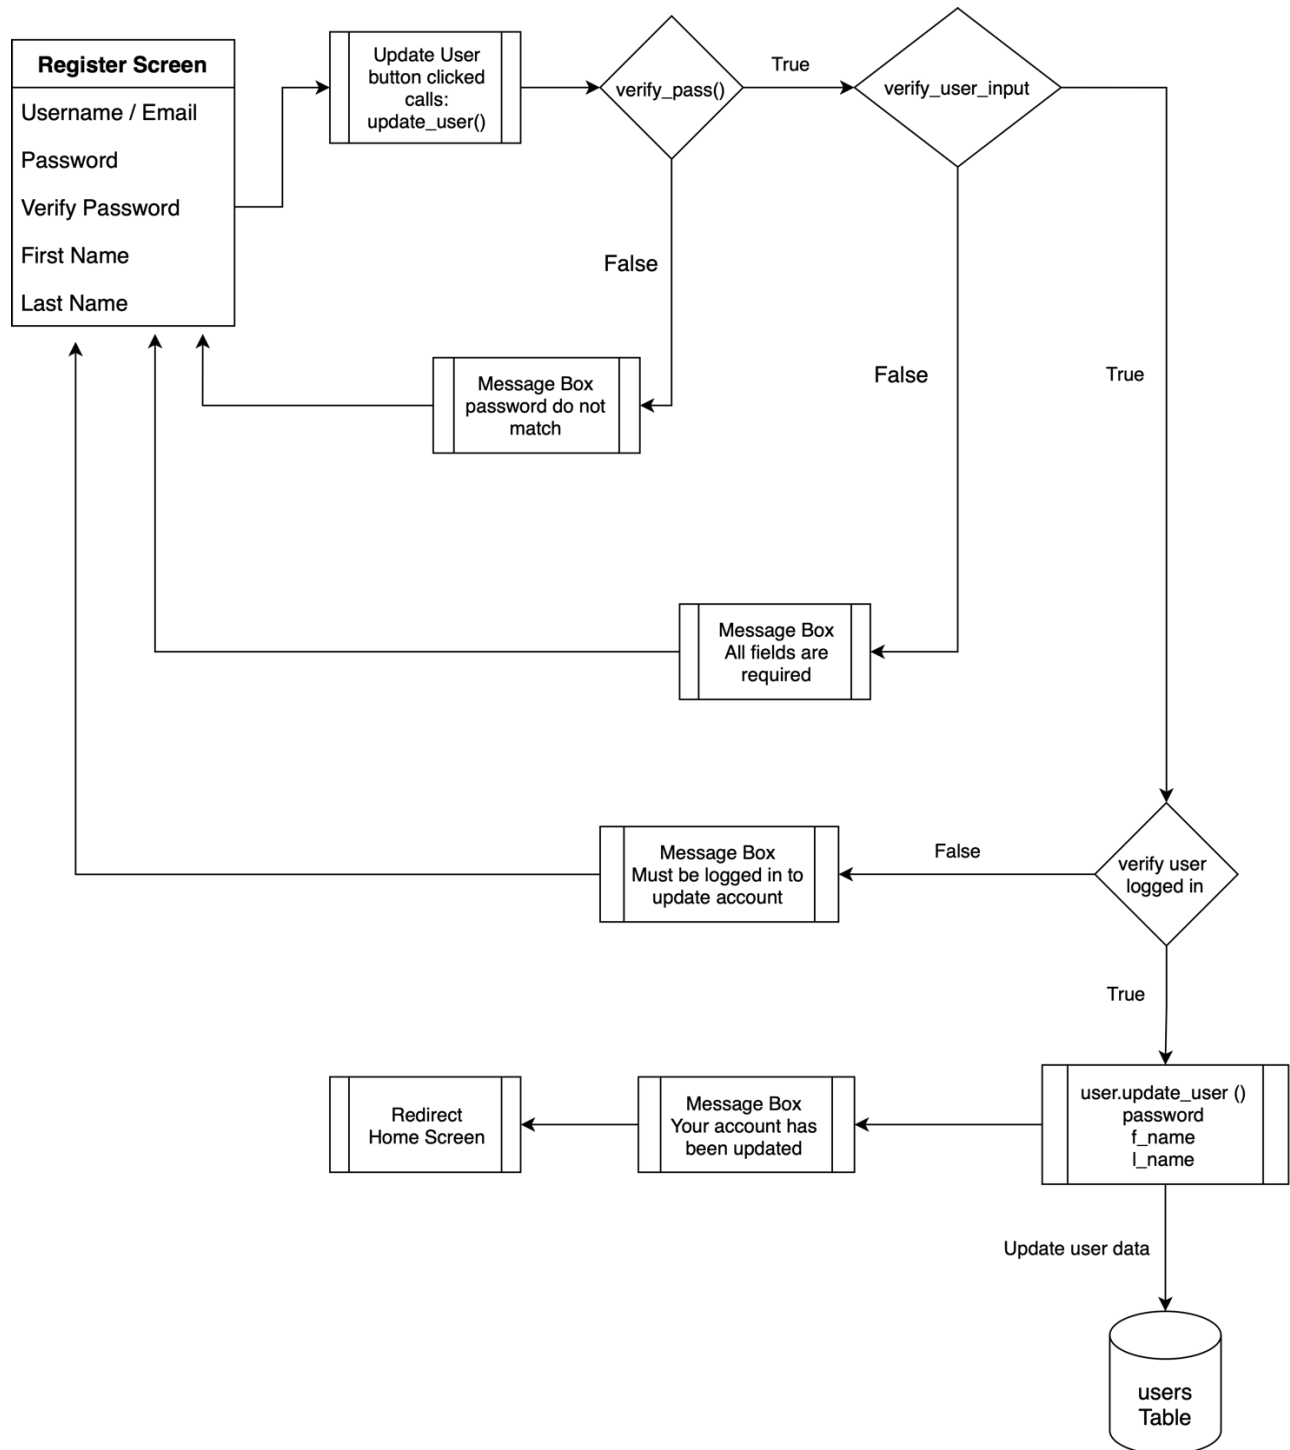 Register Screen
Username / Email
Password
Verify Password
First Name
Last Name
Update User
button clicked
calls:
update_user()
verify_pass()
True
verify_user_input
False
Message Box
password do not
match
False
True
Message Box
All fields are
required
Message Box
Must be logged in to
update account
False
verify user
logged in
True
Redirect
Home Screen
Message Box
Your account has
been updated
user.update_user ()
password
f_name
l_name
Update user data
users
Table